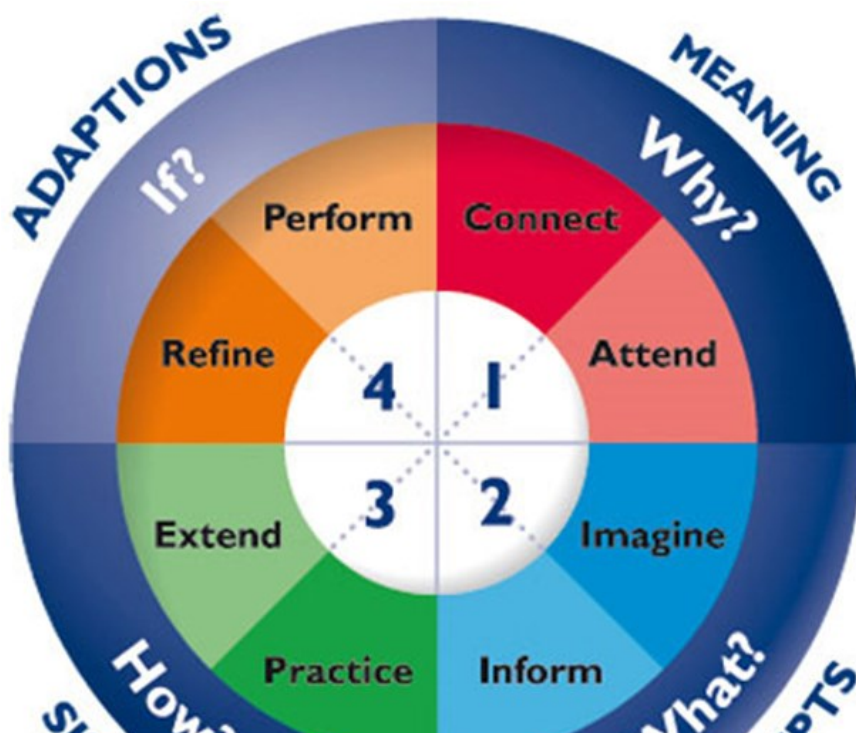 ADAPTIONS
MEANING
If?
Why?
Perform
Connect
Refine
Attend
4
1
3
2
Extend
Imagine
Practice
Inform
How?
What?